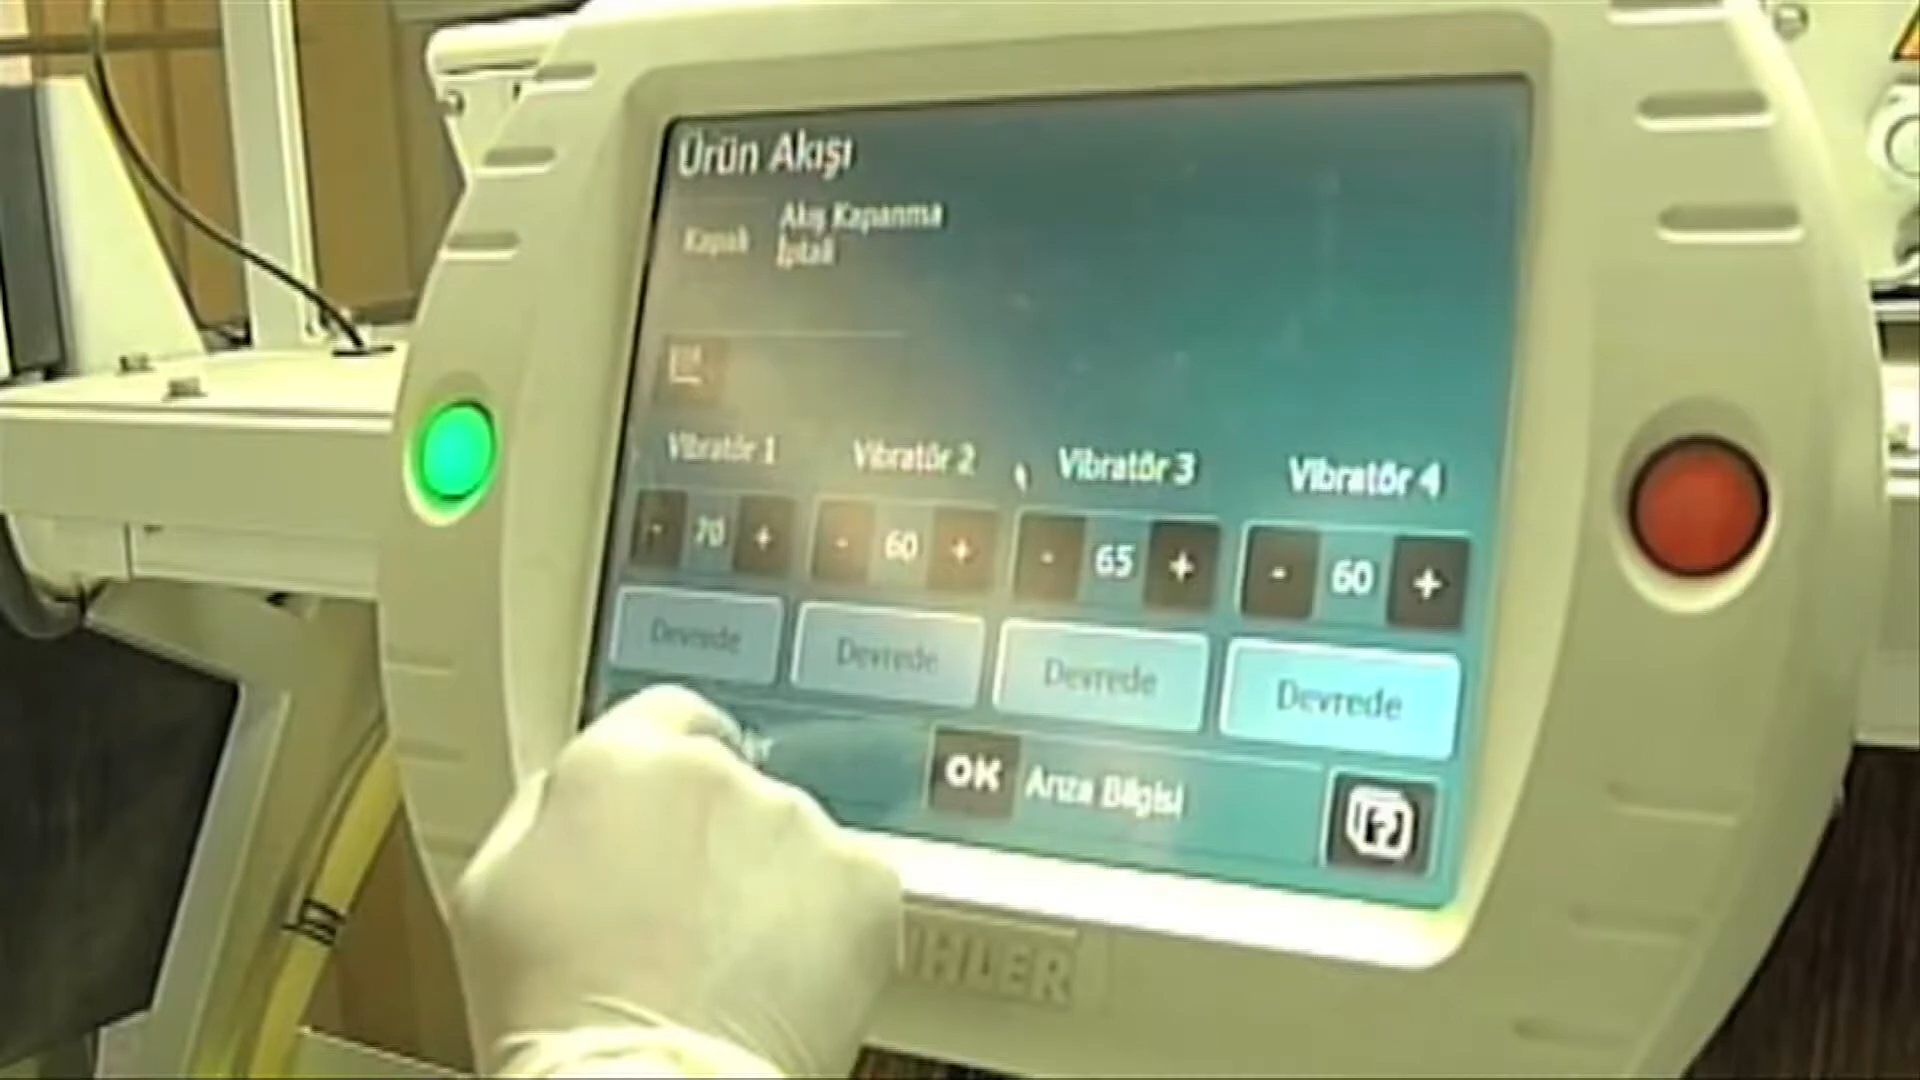 Ürün Akışı
Kapalı
Akış Kapanma
İptali
Vibratör 1 Vibratör 2 Vibratör 3 Vibratör 4
- 70 + - 60 + - 65 + - 60 +
Devrede Devrede Devrede Devrede
OK Arıza Bilgisi